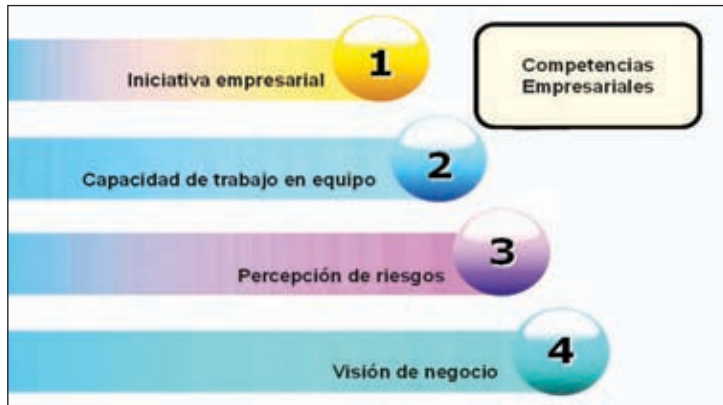 1
Iniciativa empresarial
Competencias
Empresariales
2
Capacidad de trabajo en equipo
3
Percepción de riesgos
4
Visión de negocio